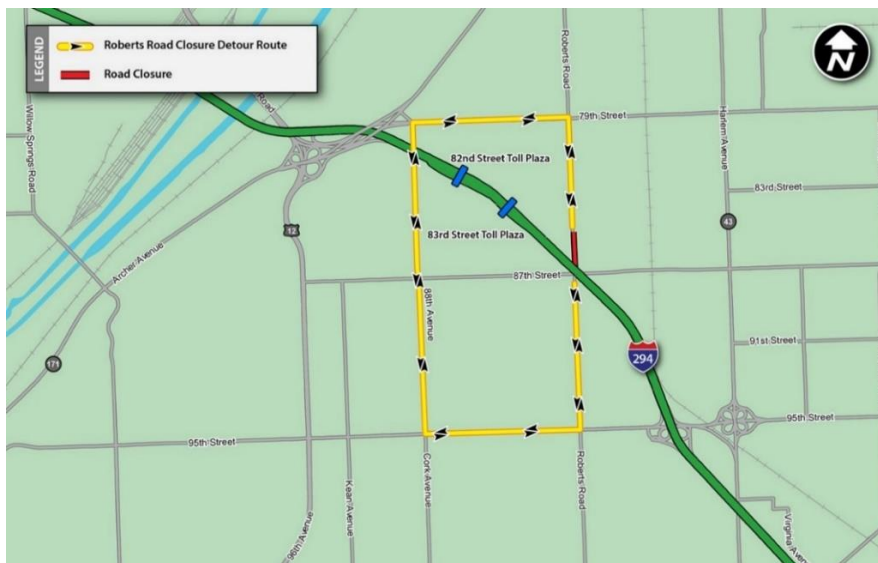 LEGEND
Roberts Road Closure Detour Route
Road Closure
N
Roberts Road
Road
79th Street
Willow Springs Road
Harlem Avenue
82nd Street Toll Plaza
83rd Street
43
12
83rd Street Toll Plaza
Archer Avenue
87th Street
88th Avenue
91st Street
294
171
95th Street
95th Street
Cork Avenue
Roberts Road
Kean Avenue
96th Avenue
Virginia Aven